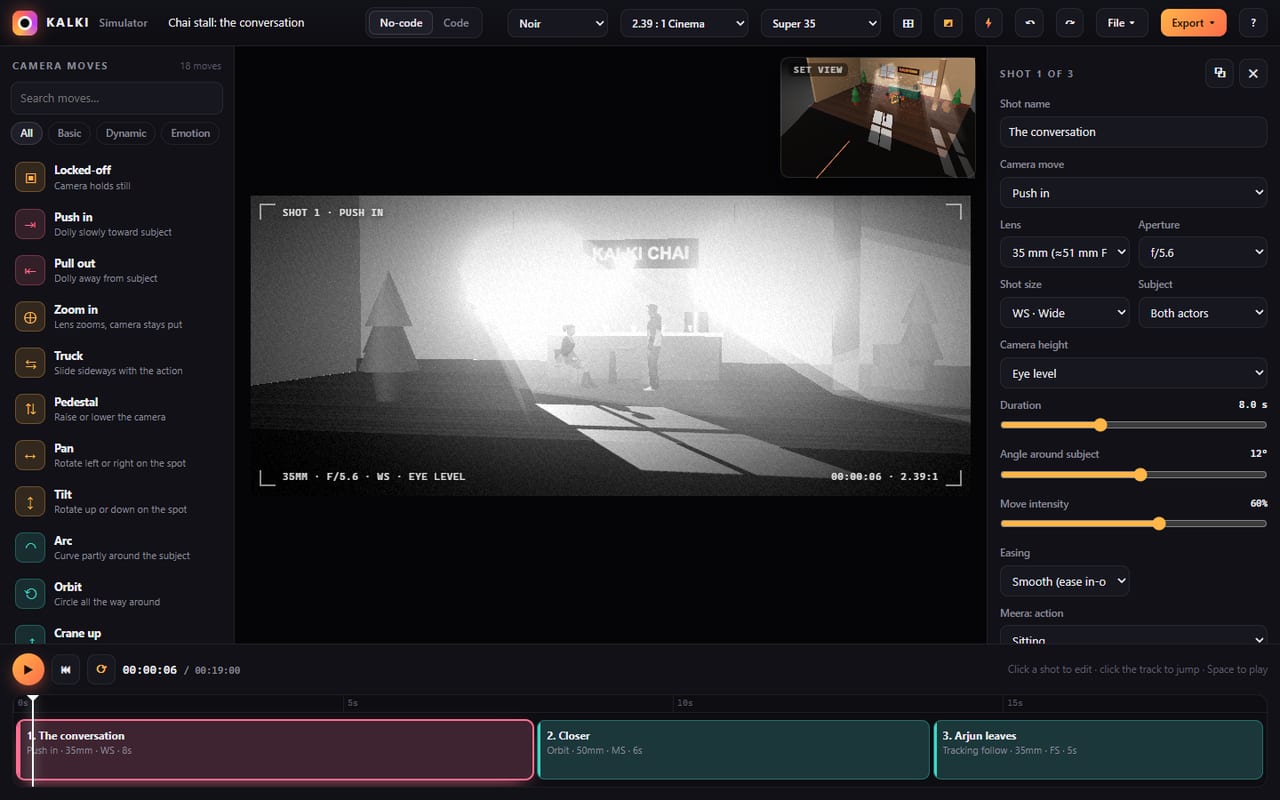 KALKI Simulator Chai stall: the conversation No-code Code Noir 2.39 : 1 Cinema Super 35 File Export ?
CAMERA MOVES 18 moves
Search moves...
All Basic Dynamic Emotion
Locked-off
Camera holds still
Push in
Dolly slowly toward subject
Pull out
Dolly away from subject
Zoom in
Lens zooms, camera stays put
Truck
Slide sideways with the action
Pedestal
Raise or lower the camera
Pan
Rotate left or right on the spot
Tilt
Rotate up or down on the spot
Arc
Curve partly around the subject
Orbit
Circle all the way around
Crane up
SET VIEW
SHOT 1 · PUSH IN
KALKI CHAI
35MM · F/5.6 · WS · EYE LEVEL
00:00:06 · 2.39:1
SHOT 1 OF 3
Shot name
The conversation
Camera move
Push in
Lens Aperture
35 mm (≈51 mm F f/5.6
Shot size Subject
WS · Wide Both actors
Camera height
Eye level
Duration 8.0 s
Angle around subject 12°
Move intensity 60%
Easing
Smooth (ease in-o
Meera: action
Sitting
00:00:06 / 00:19:00
Click a shot to edit · click the track to jump · Space to play
0s 5s 10s 15s
1. The conversation
Push in · 35mm · WS · 8s
2. Closer
Orbit · 50mm · MS · 6s
3. Arjun leaves
Tracking follow · 35mm · FS · 5s